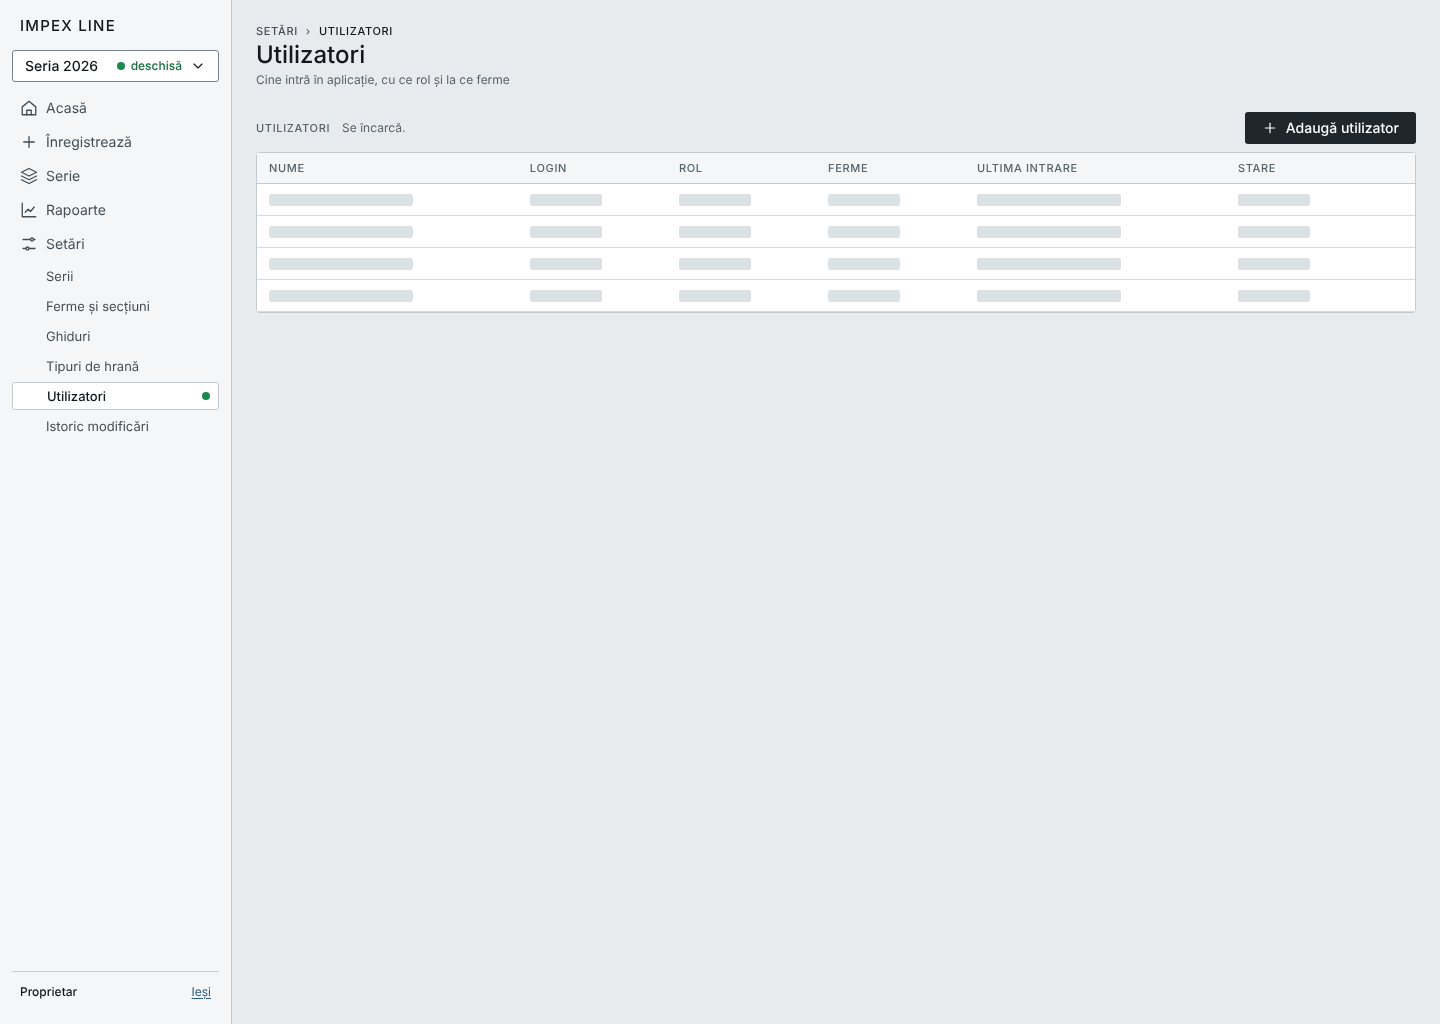 IMPEX LINE
Seria 2026 deschisă
Acasă
Înregistrează
Serie
Rapoarte
Setări
Serii
Ferme și secțiuni
Ghiduri
Tipuri de hrană
Utilizatori
Istoric modificări
Proprietar Ieși
SETĂRI › UTILIZATORI
Utilizatori
Cine intră în aplicație, cu ce rol și la ce ferme
UTILIZATORI Se încarcă.
Adaugă utilizator
NUME LOGIN ROL FERME ULTIMA INTRARE STARE